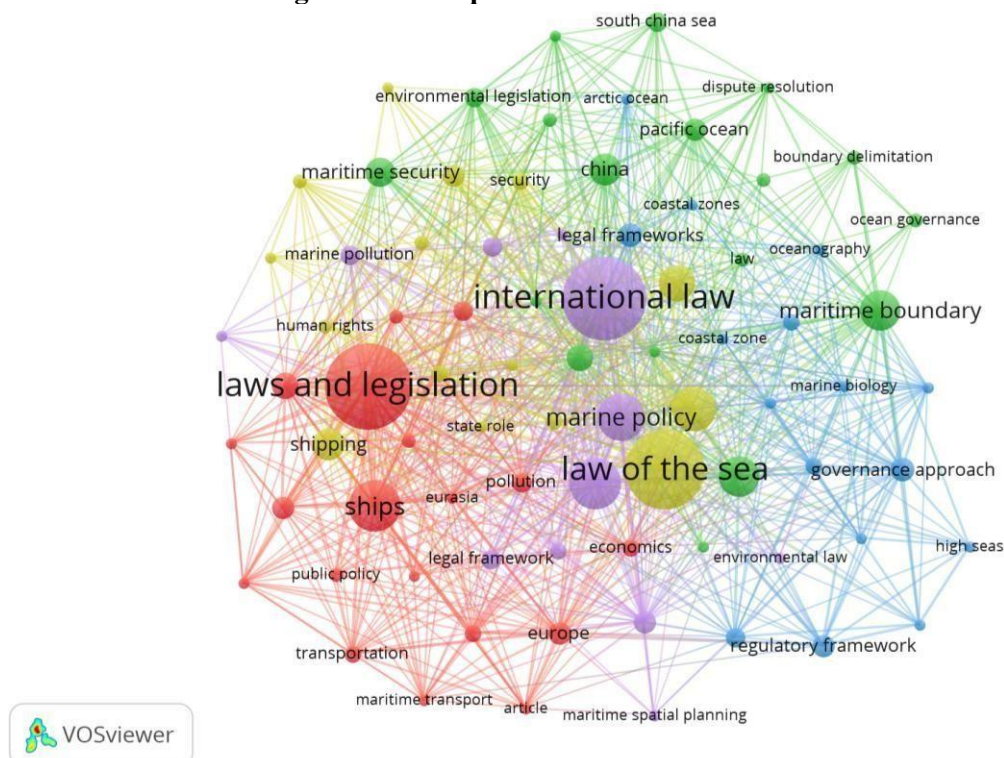 south china sea
environmental legislation
arctic ocean
dispute resolution
pacific ocean
maritime security
security
china
boundary delimitation
coastal zones
ocean governance
legal frameworks
oceanography
marine pollution
law
international law
maritime boundary
human rights
coastal zone
laws and legislation
marine biology
marine policy
state role
shipping
law of the sea
governance approach
pollution
eurasia
ships
economics
high seas
legal framework
environmental law
public policy
europe
regulatory framework
transportation
maritime transport
article
maritime spatial planning
VOSviewer